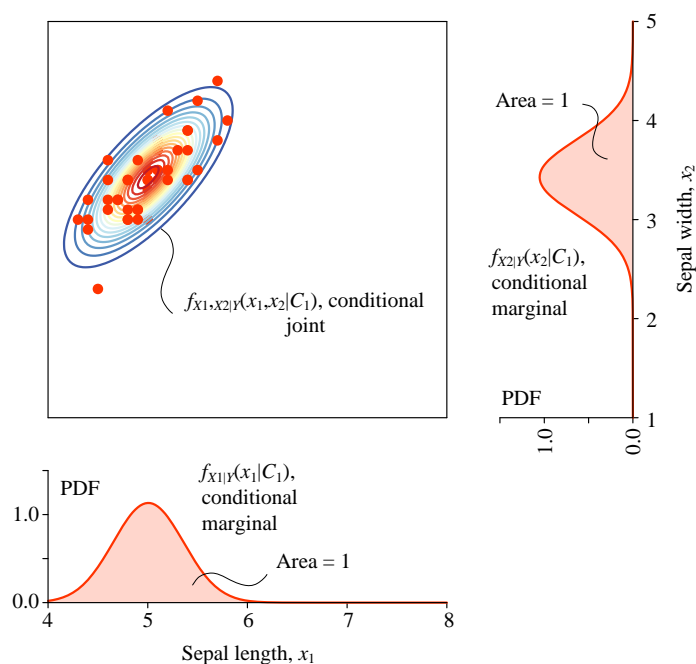 5
Area = 1
4
3
2
1
Sepal width, x₂
f_{X2|Y}(x₂|C₁),
conditional
marginal
f_{X1,X2|Y}(x₁,x₂|C₁), conditional
joint
PDF
1.0
0.0
f_{X1|Y}(x₁|C₁),
conditional
marginal
PDF
1.0
Area = 1
0.0
4
5
6
7
8
Sepal length, x₁